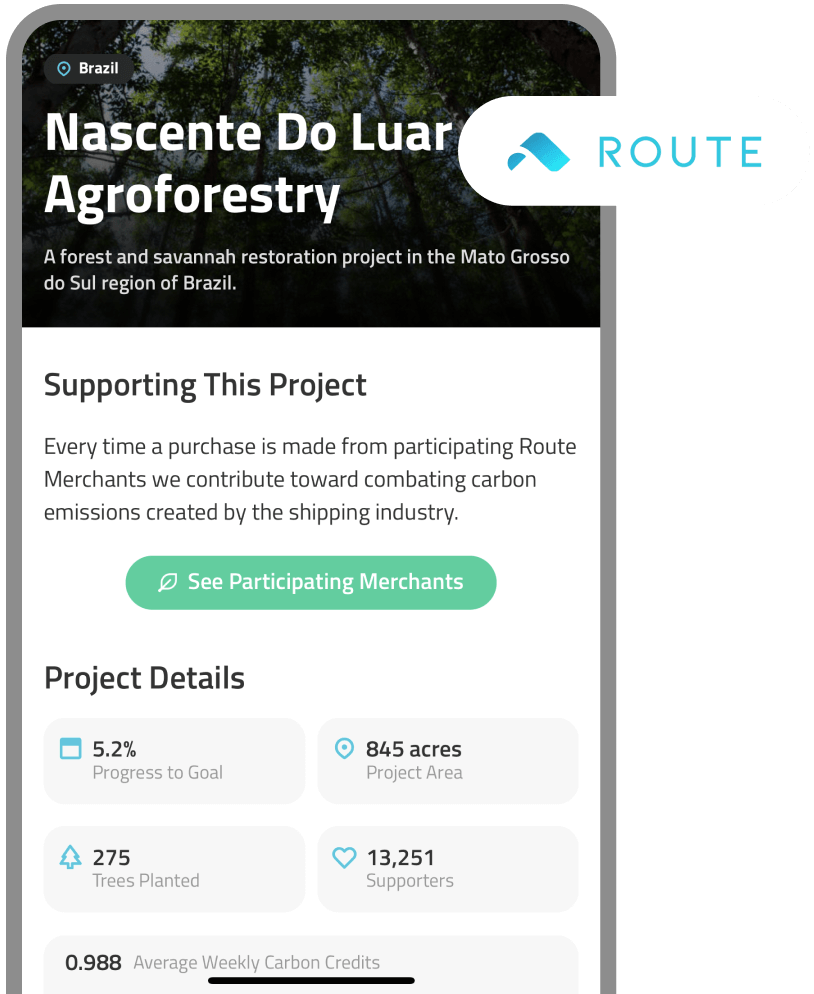 Brazil
Nascente Do Luar
Agroforestry
ROUTE
A forest and savannah restoration project in the Mato Grosso
do Sul region of Brazil.
Supporting This Project
Every time a purchase is made from participating Route
Merchants we contribute toward combating carbon
emissions created by the shipping industry.
See Participating Merchants
Project Details
5.2%
Progress to Goal
845 acres
Project Area
275
Trees Planted
13,251
Supporters
0.988 Average Weekly Carbon Credits